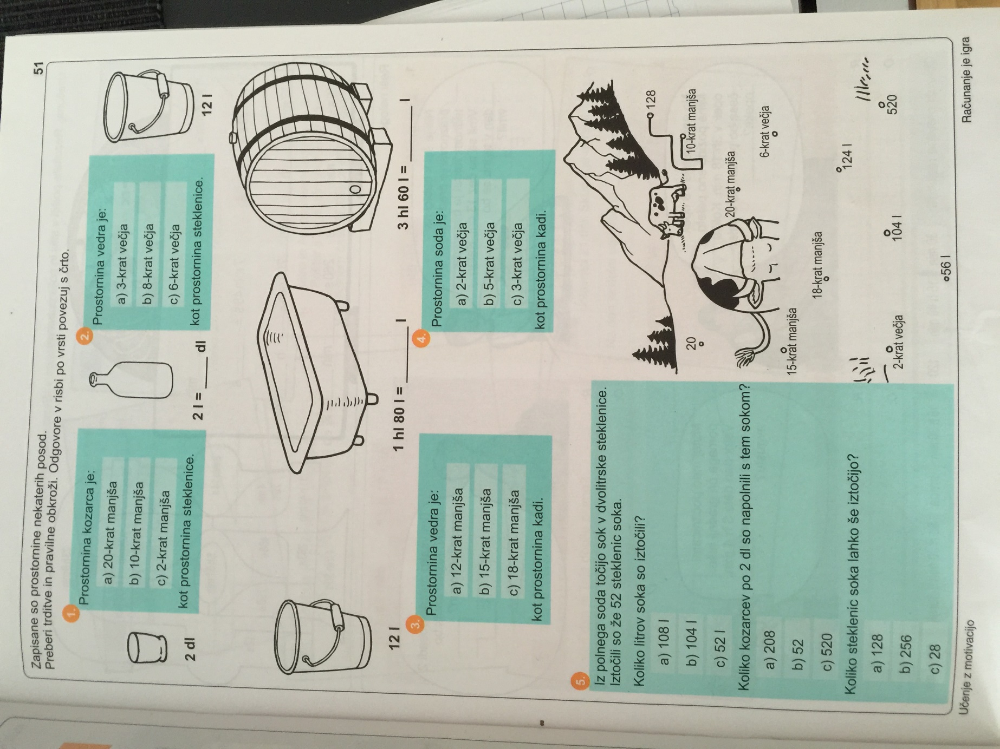 51
Zapisane so prostornine nekaterih posod.
Preberi trditve in pravilne obkroži. Odgovore v risbi po vrsti povezuj s črto.
1.
Prostornina kozarca je:
a) 20-krat manjša
b) 10-krat manjša
c) 2-krat manjša
kot prostornina steklenice.
2 dl
2 l = ____ dl
2.
Prostornina vedra je:
a) 3-krat večja
b) 8-krat večja
c) 6-krat večja
kot prostornina steklenice.
12 l
12 l
1 hl 80 l = ______ l
3 hl 60 l = ______ l
3.
Prostornina vedra je:
a) 12-krat manjša
b) 15-krat manjša
c) 18-krat manjša
kot prostornina kadi.
4.
Prostornina soda je:
a) 2-krat večja
b) 5-krat večja
c) 3-krat večja
kot prostornina kadi.
5.
Iz polnega soda točijo sok v dvolitrske steklenice.
Iztočili so že 52 steklenic soka.
Koliko litrov soka so iztočili?
a) 108 l
b) 104 l
c) 52 l
Koliko kozarcev po 2 dl so napolnili s tem sokom?
a) 208
b) 52
c) 520
Koliko steklenic soka lahko še iztočijo?
a) 128
b) 256
c) 28
128
10-krat manjša
20
20-krat manjša
6-krat večja
15-krat manjša
18-krat manjša
124 l
520
104 l
2-krat večja
56 l
Učenje z motivacijo
Računanje je igra